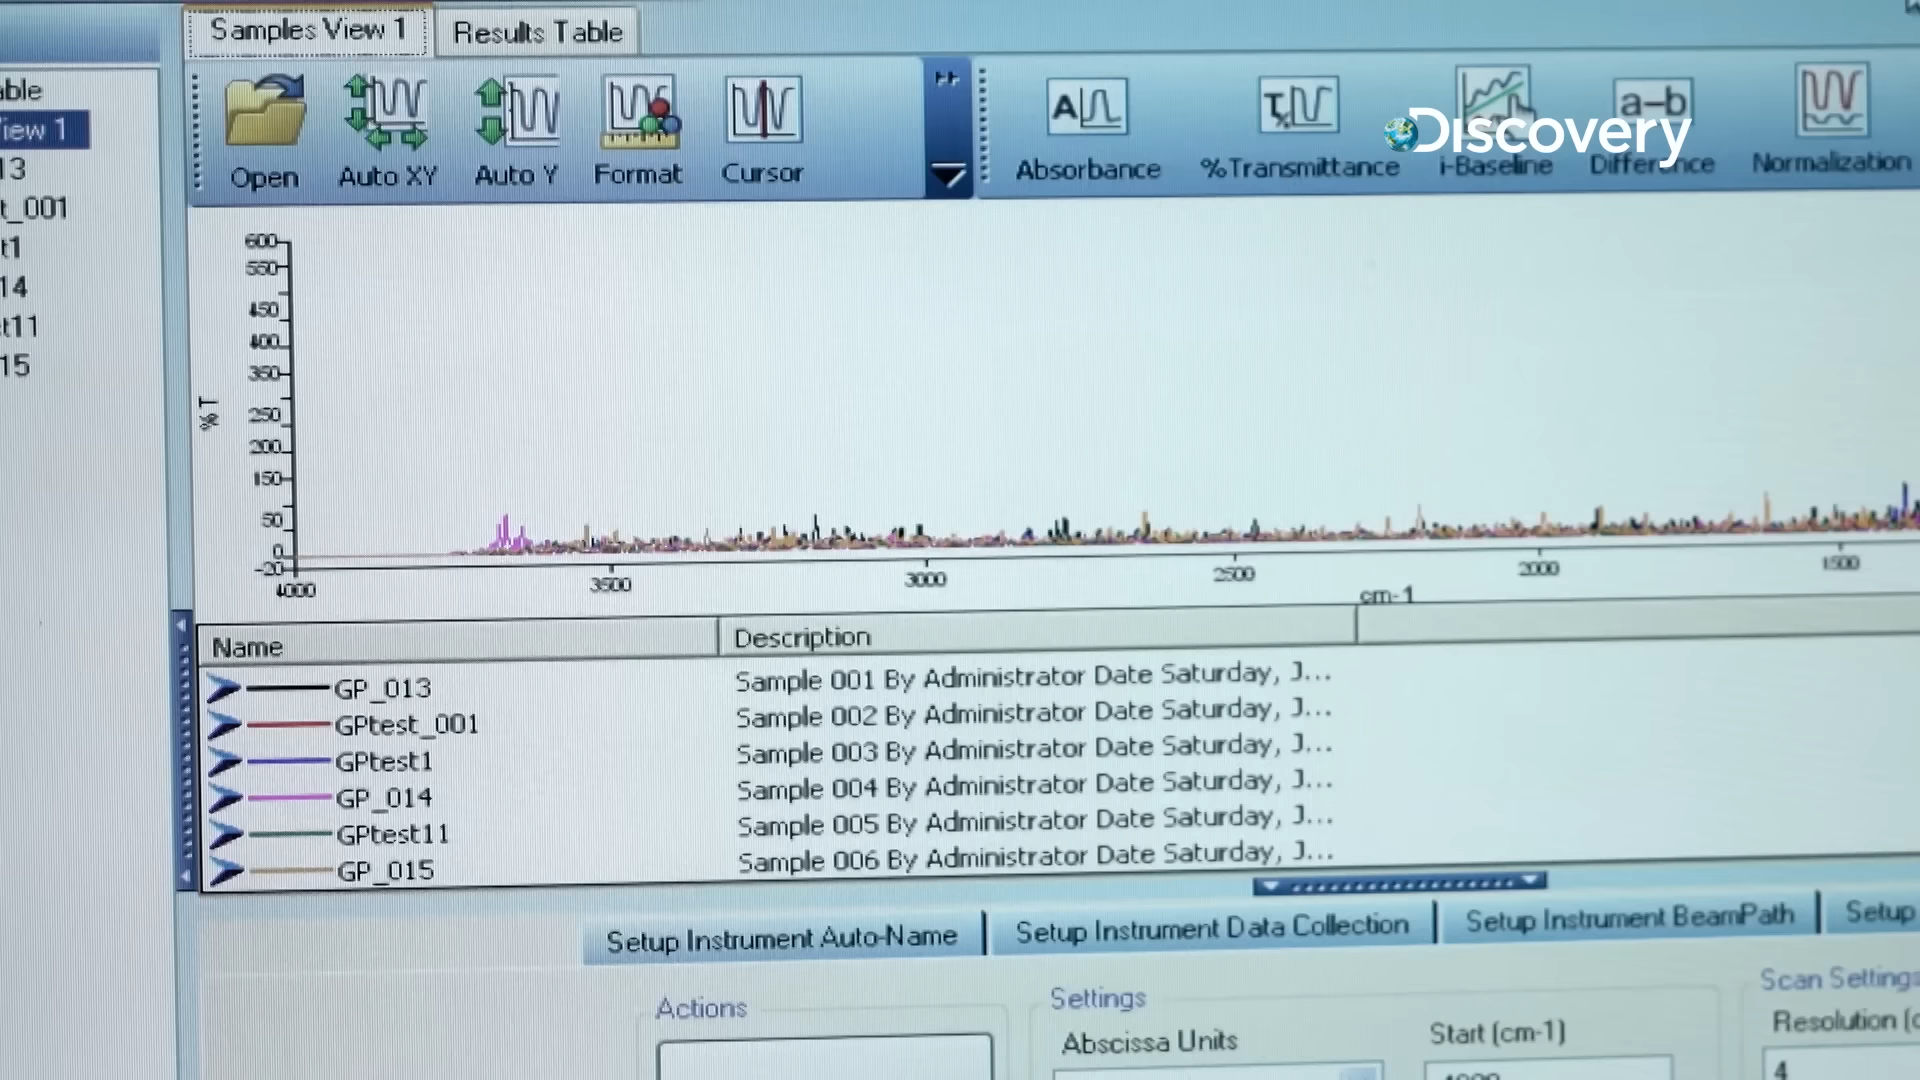 Samples View 1
Results Table
able
iew 1
13
t_001
t1
14
t11
15
Open
Auto XY
Auto Y
Format
Cursor
Absorbance
%Transmittance
i-Baseline
Difference
Normalization
Discovery
A
T%
a-b
600
550
450
400
350
250
200
150
50
0
-20
%T
4000
3500
3000
2500
2000
1500
cm-1
Name
Description
GP_013
Sample 001 By Administrator Date Saturday, J...
GPtest_001
Sample 002 By Administrator Date Saturday, J...
GPtest1
Sample 003 By Administrator Date Saturday, J...
GP_014
Sample 004 By Administrator Date Saturday, J...
GPtest11
Sample 005 By Administrator Date Saturday, J...
GP_015
Sample 006 By Administrator Date Saturday, J...
Setup Instrument Auto-Name
Setup Instrument Data Collection
Setup Instrument BeamPath
Setup
Actions
Settings
Scan Settings
Abscissa Units
Start (cm-1)
Resolution (c
4